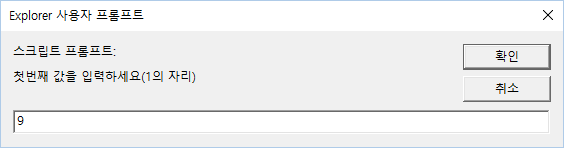 Explorer 사용자 프롬프트
스크립트 프롬프트:
확인
첫번째 값을 입력하세요(1의 자리)
취소
9